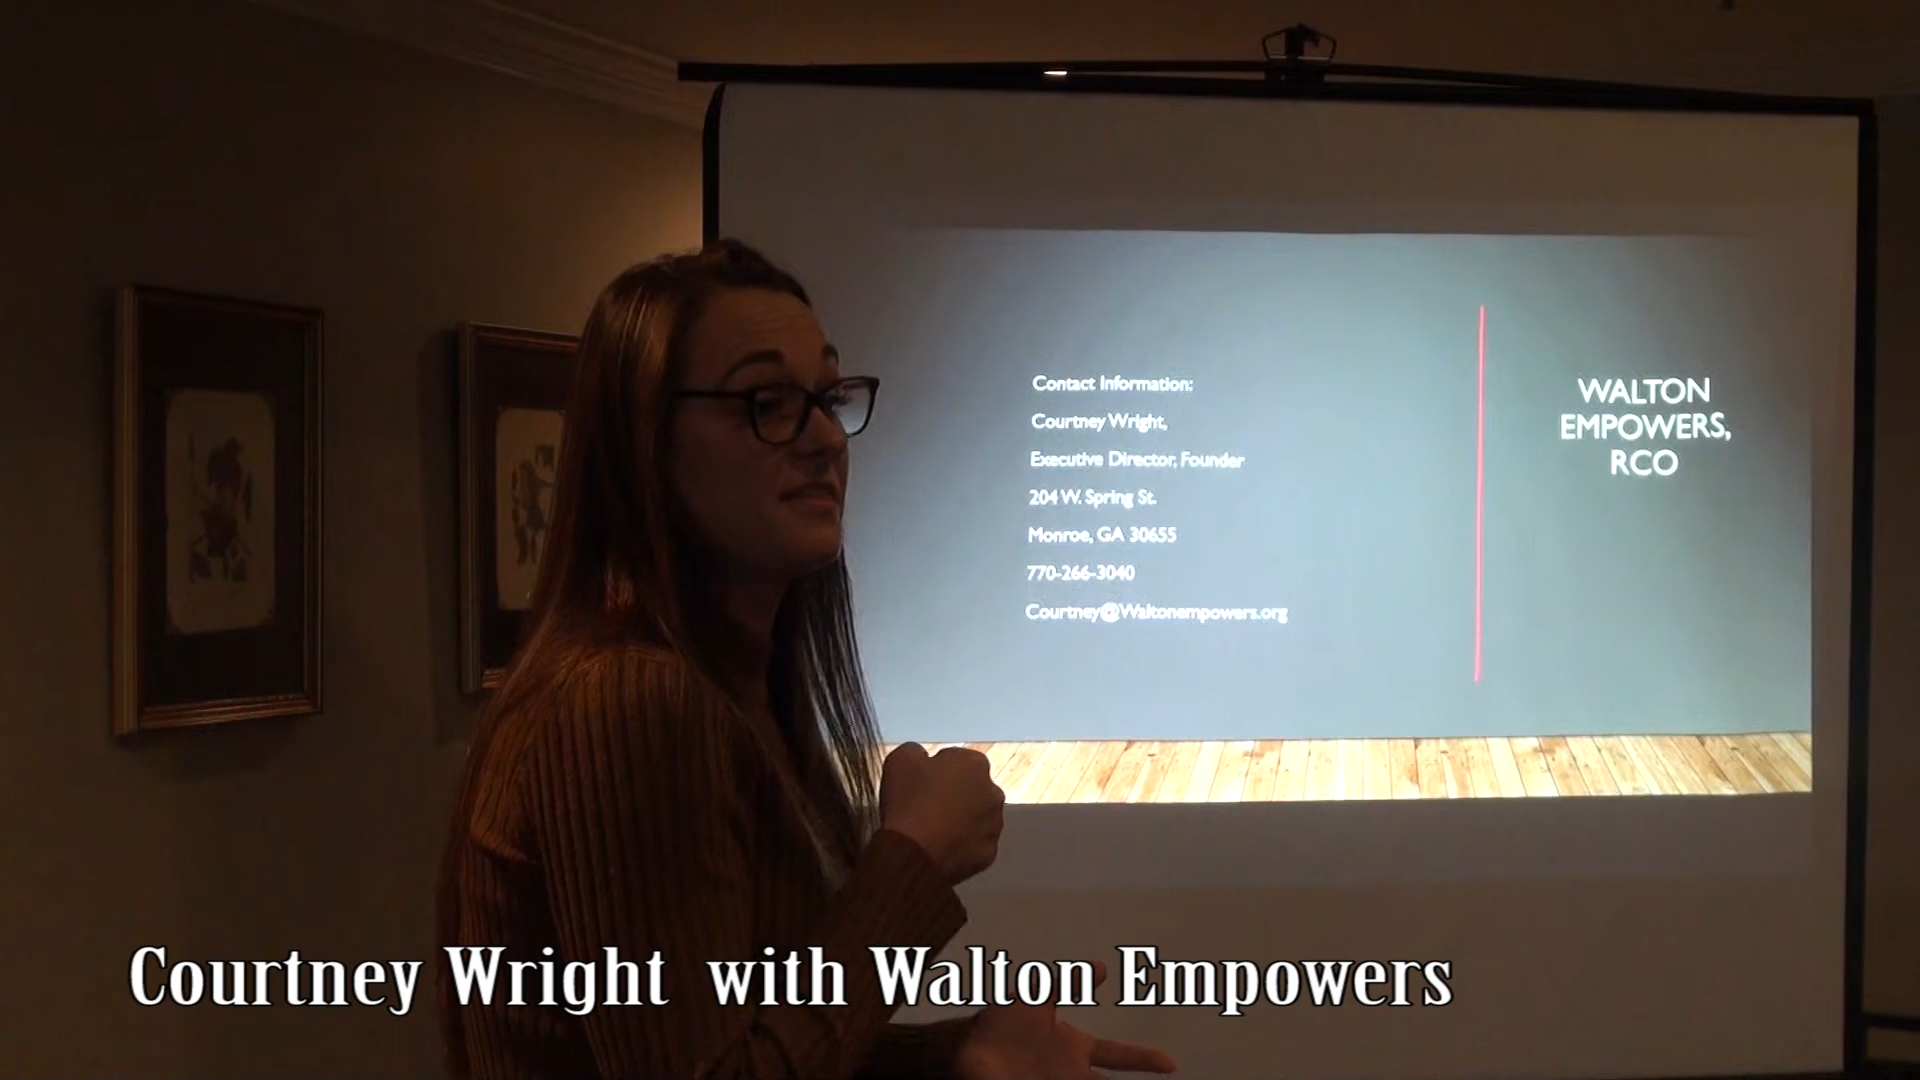 Contact Information:
Courtney Wright,
Executive Director, Founder
204 W. Spring St.
Monroe, GA 30655
770-266-3040
Courtney@Waltonempowers.org
WALTON
EMPOWERS,
RCO
Courtney Wright with Walton Empowers